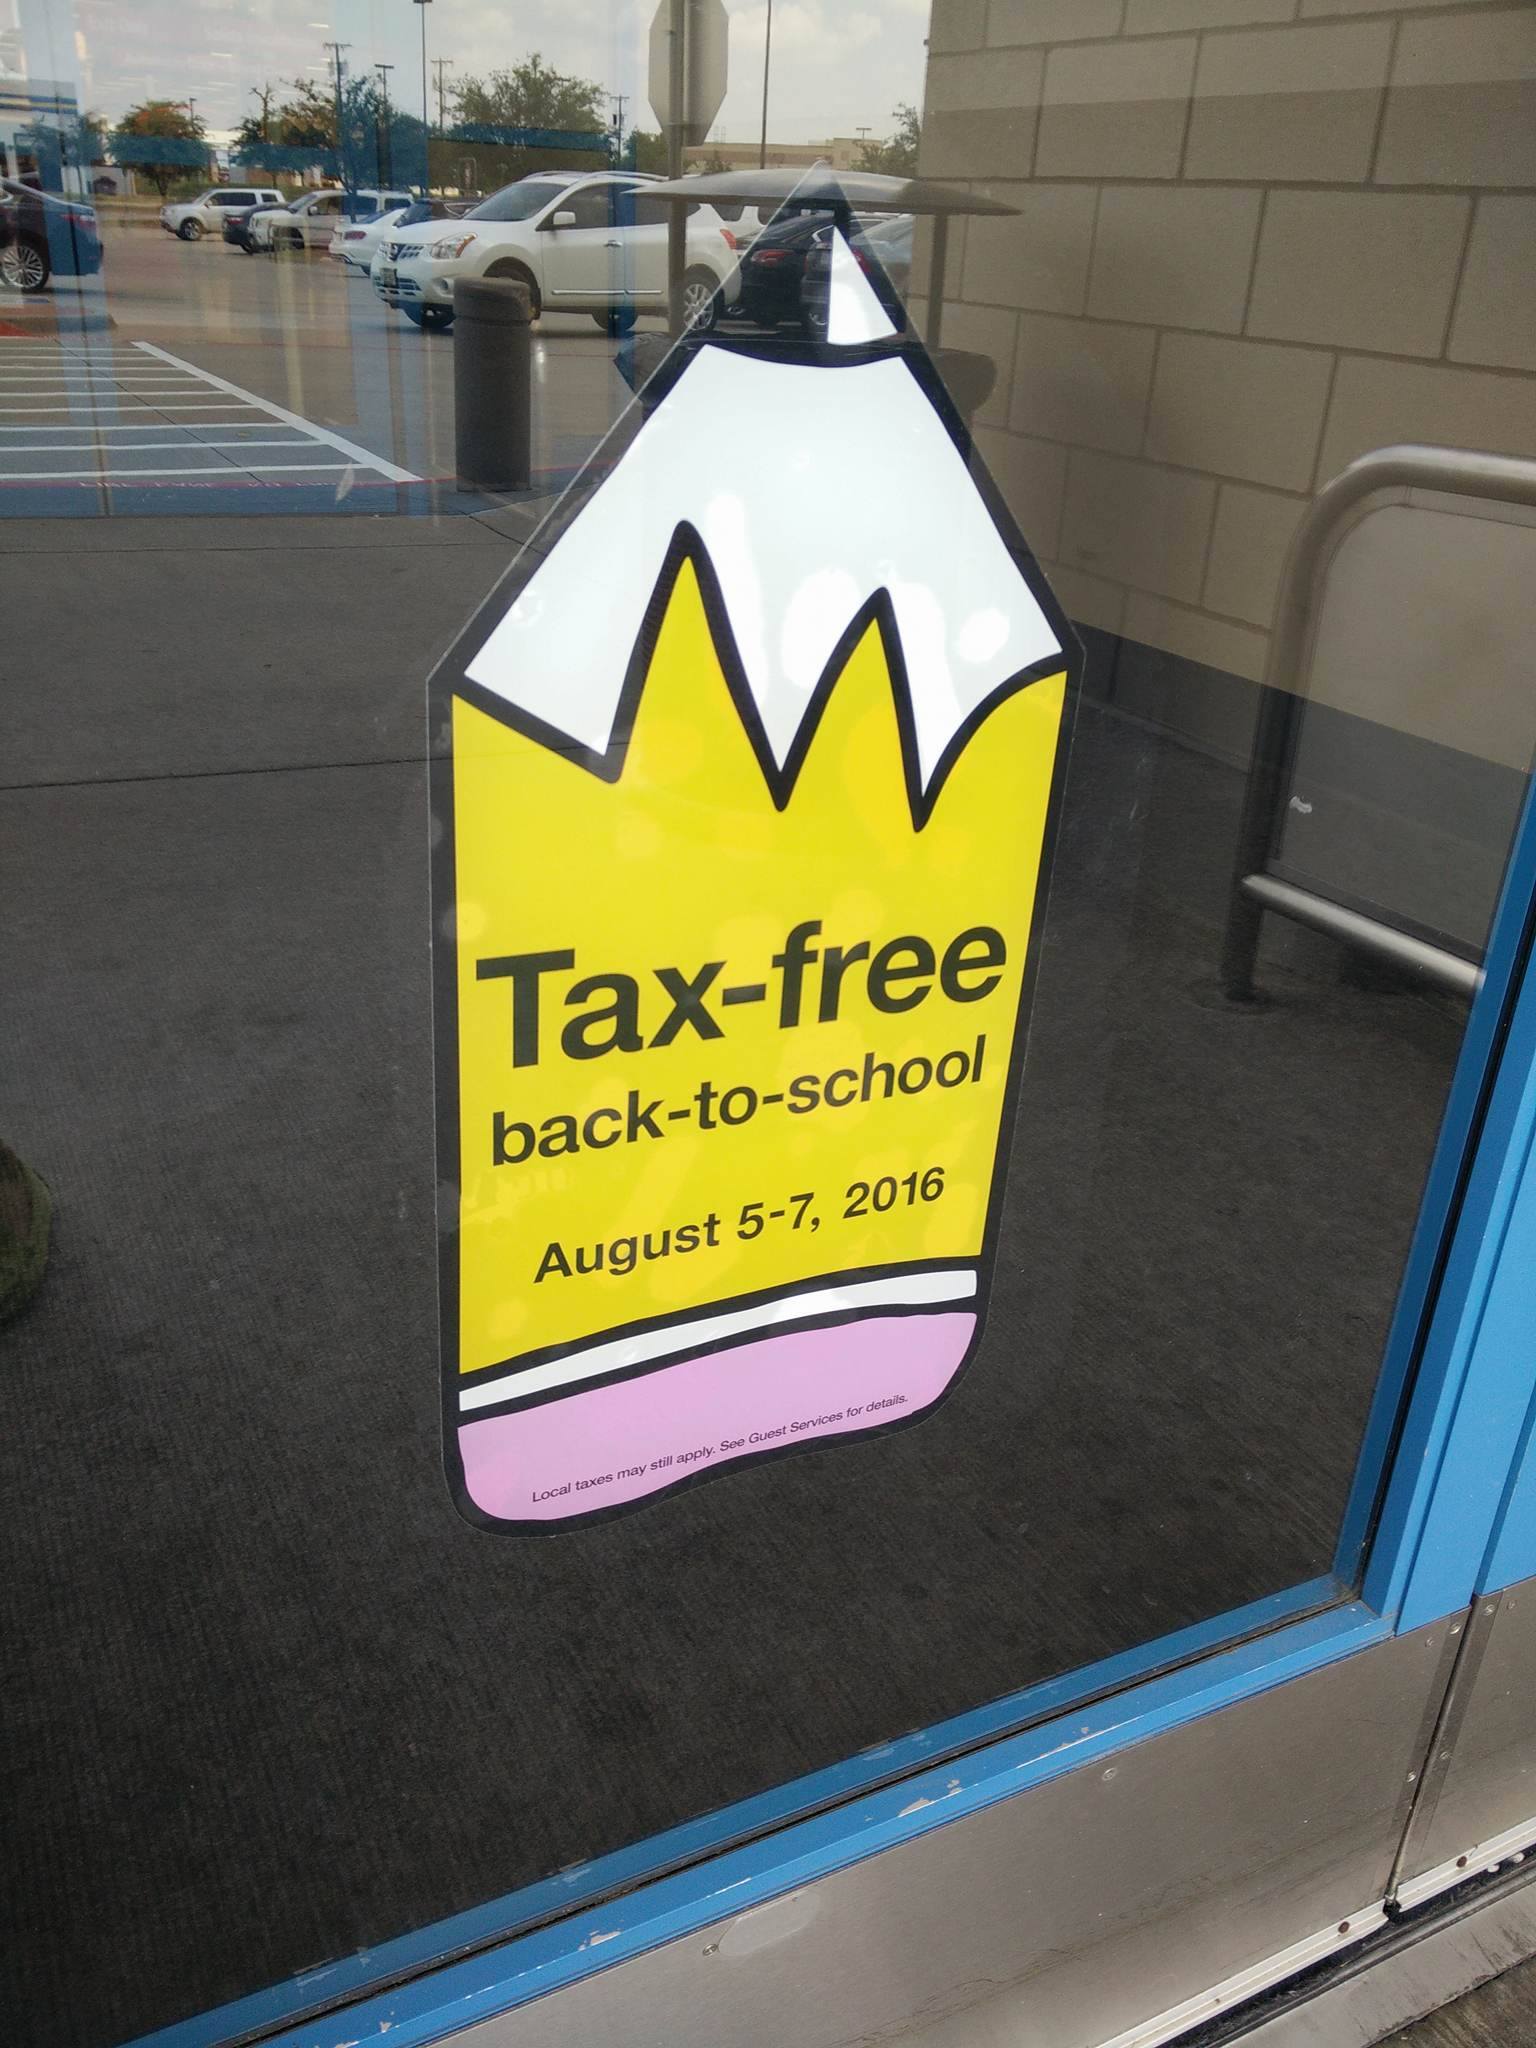 Tax-free
back-to-school
August 5-7, 2016
Local taxes may still apply. See Guest Services for details.